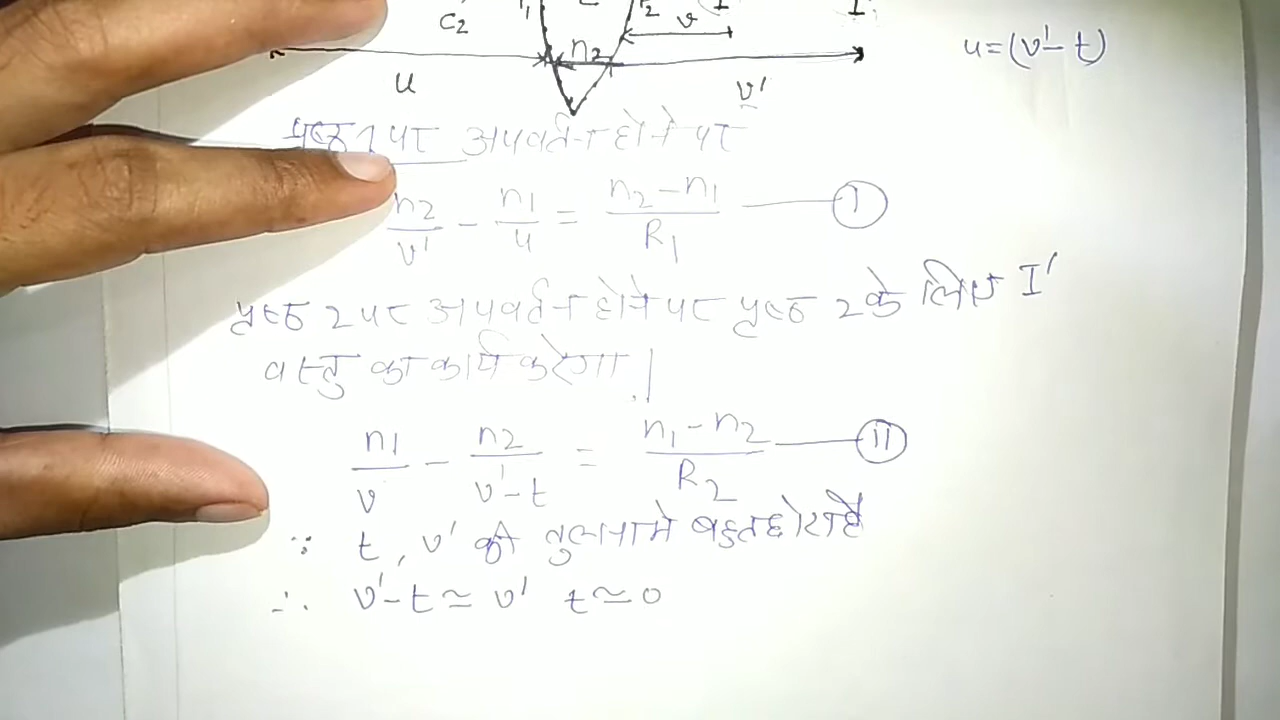 C₂ n₂ v I I
u=(v'-t)
u v'
पृष्ठ 1 पर अपवर्तन होने पर
n₂/v' - n₁/u = (n₂-n₁)/R₁ — I
पृष्ठ 2 पर अपवर्तन होने पर पृष्ठ 2 के लिए I'
वस्तु का कार्य करेगा।
n₁/v - n₂/(v'-t) = (n₁-n₂)/R₂ — II
∵ t, v' की तुलना मे बहुत छोटा है
∴ v'-t ≃ v' t ≃ 0